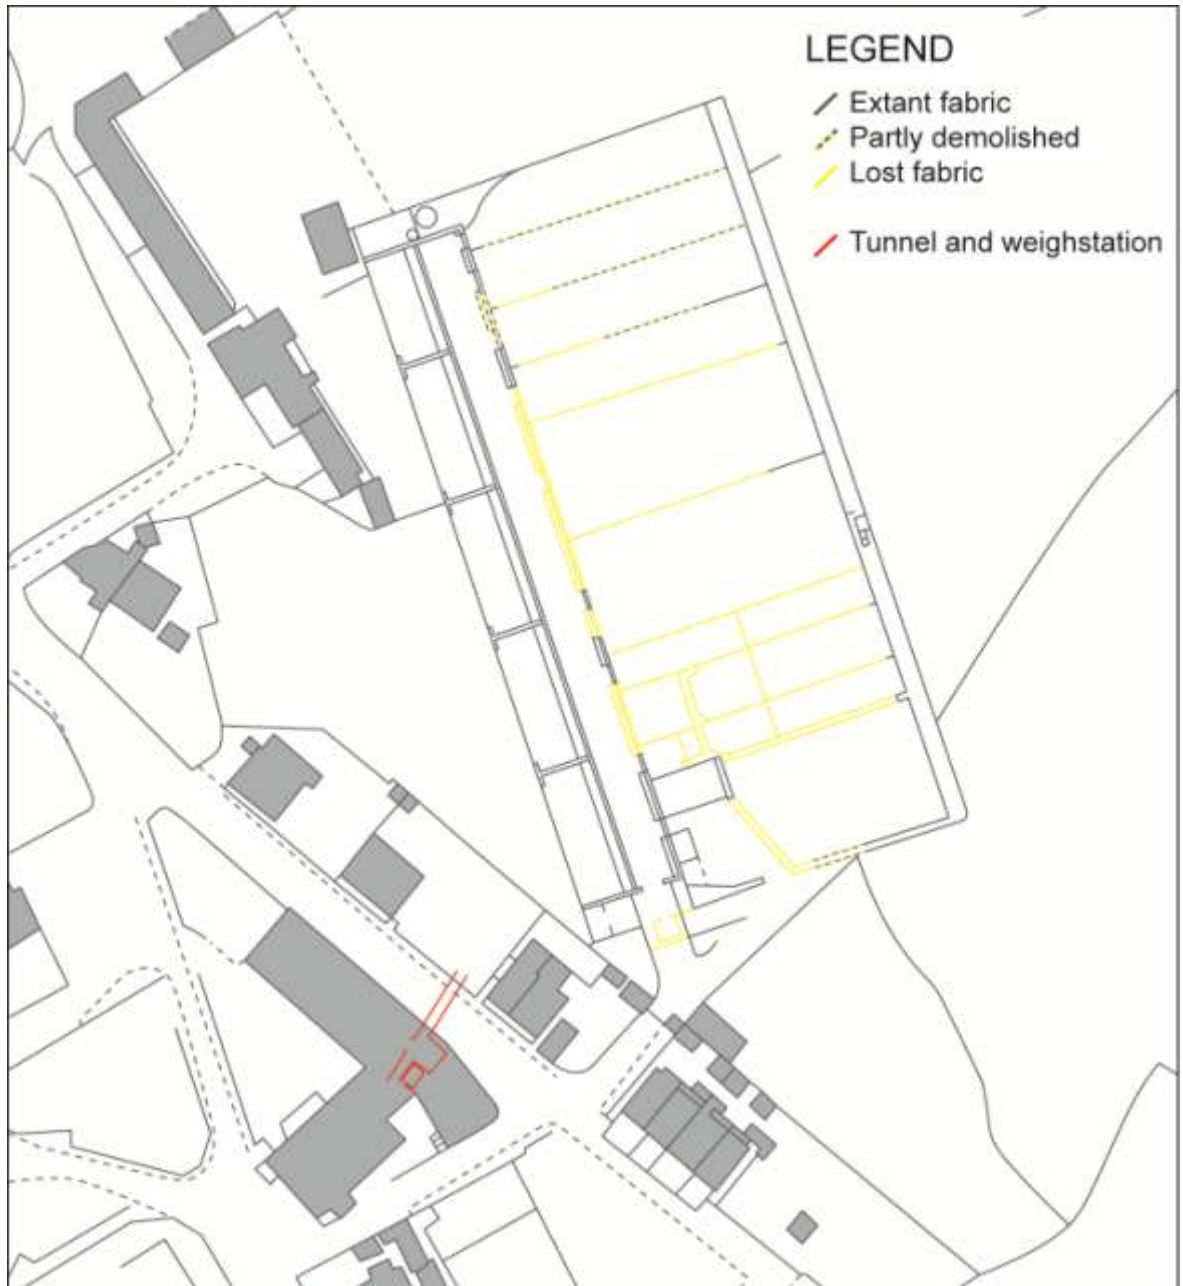 LEGEND
Extant fabric
Partly demolished
Lost fabric
Tunnel and weighstation